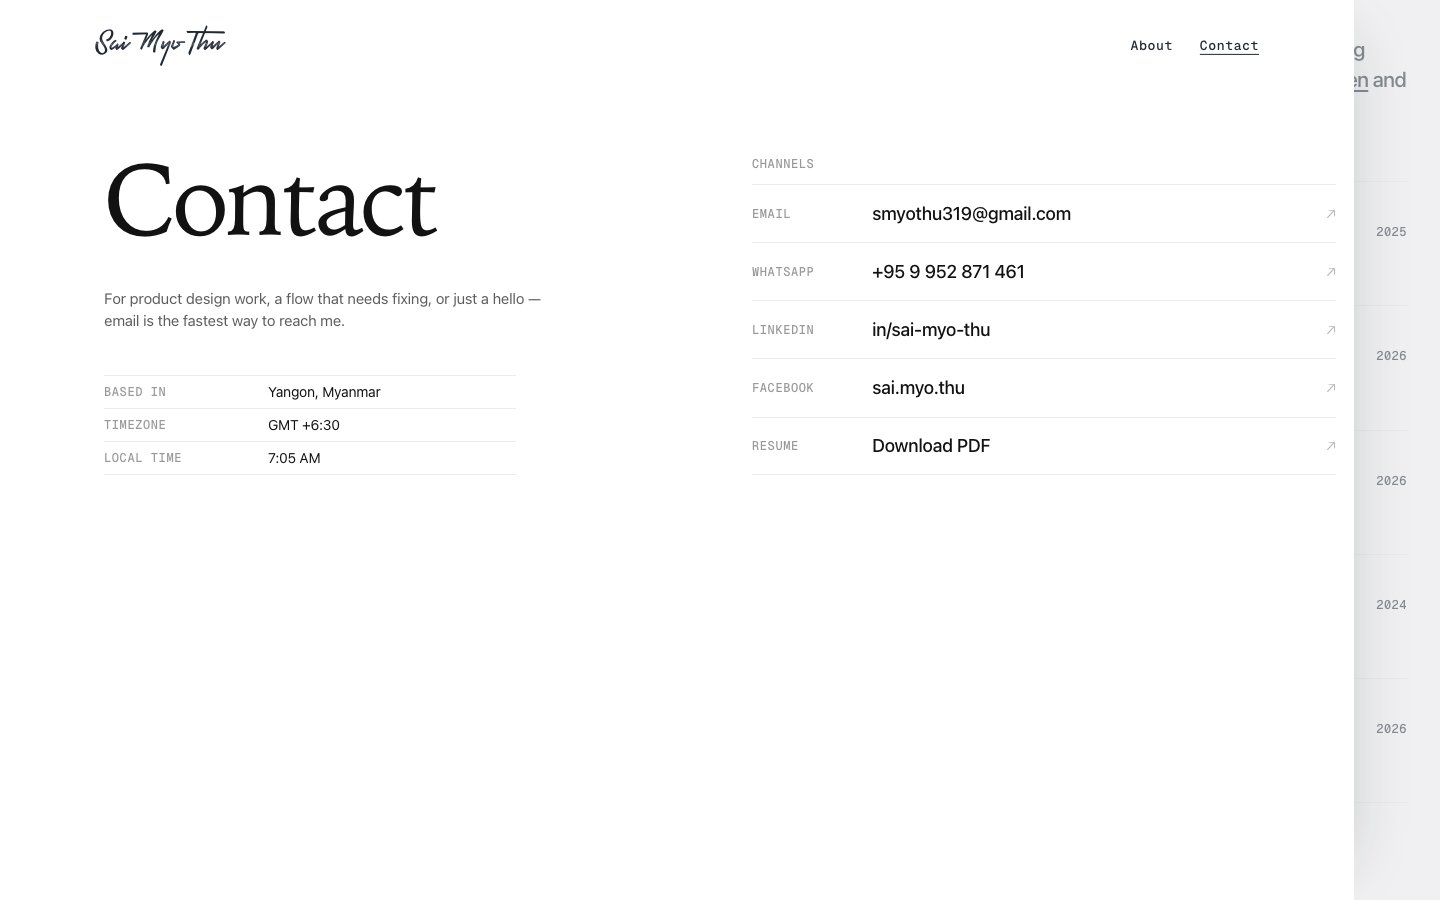 Sai Myo Thu
About
Contact
Contact
For product design work, a flow that needs fixing, or just a hello —
email is the fastest way to reach me.
BASED IN Yangon, Myanmar
TIMEZONE GMT +6:30
LOCAL TIME 7:05 AM
CHANNELS
EMAIL smyothu319@gmail.com ↗
WHATSAPP +95 9 952 871 461 ↗
LINKEDIN in/sai-myo-thu ↗
FACEBOOK sai.myo.thu ↗
RESUME Download PDF ↗
and
2025
2026
2026
2024
2026